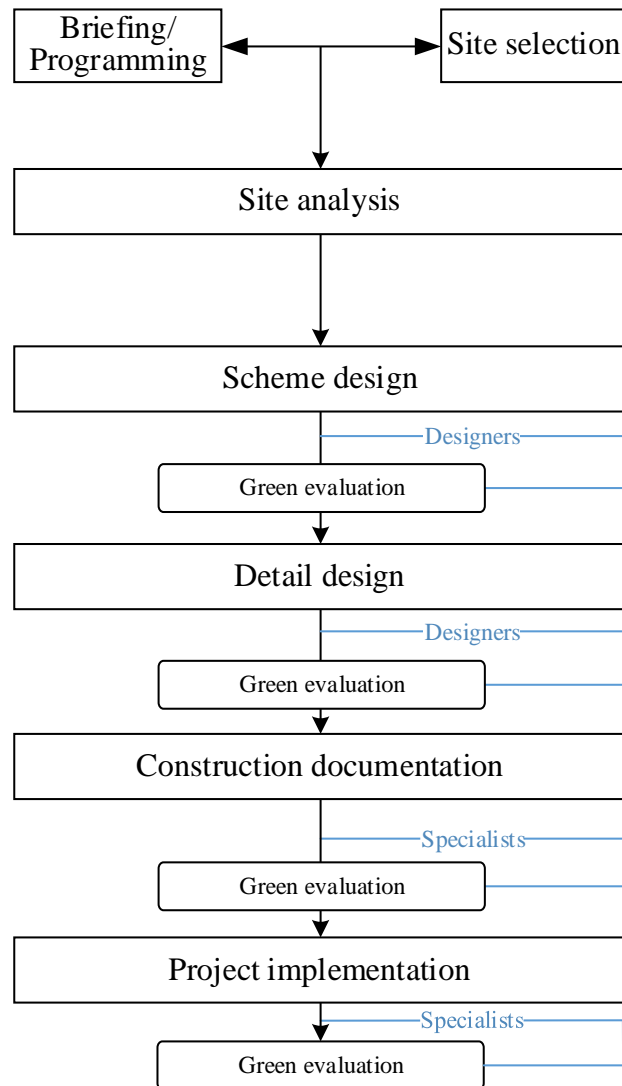 Briefing/
Programming
Site selection
Site analysis
Scheme design
Designers
Green evaluation
Detail design
Designers
Green evaluation
Construction documentation
Specialists
Green evaluation
Project implementation
Specialists
Green evaluation